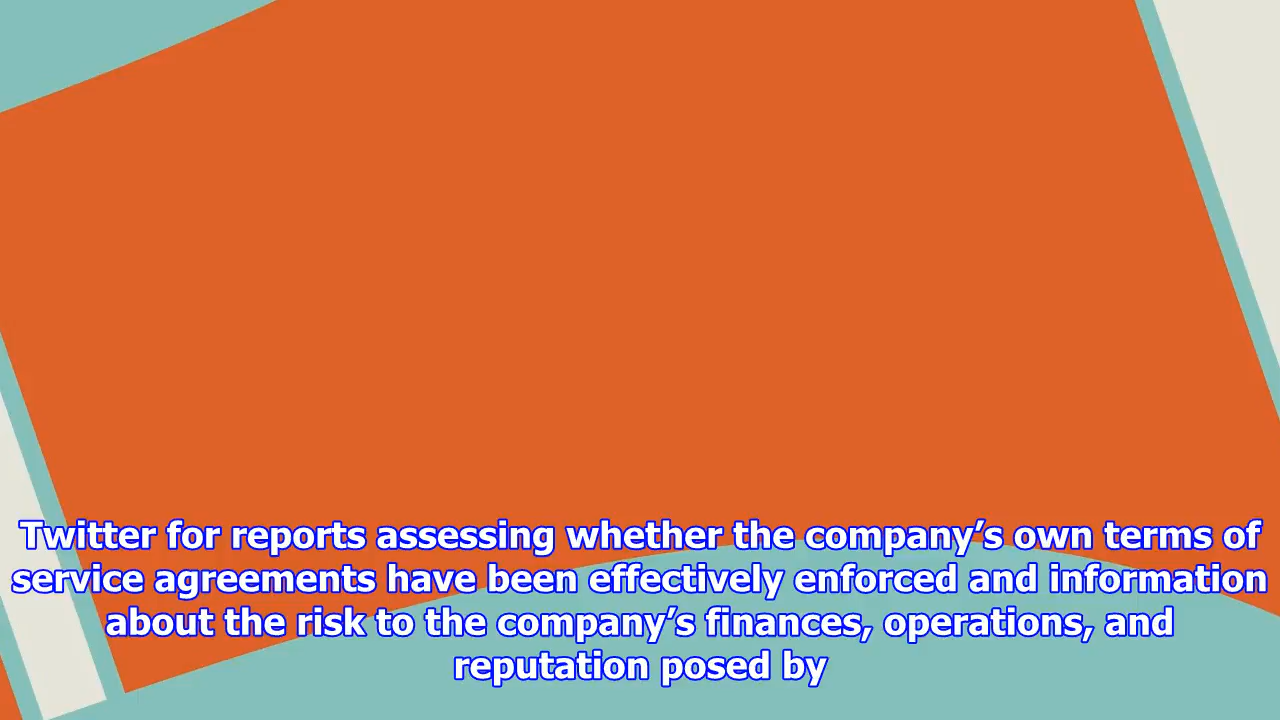 Twitter for reports assessing whether the company’s own terms of
service agreements have been effectively enforced and information
about the risk to the company’s finances, operations, and
reputation posed by